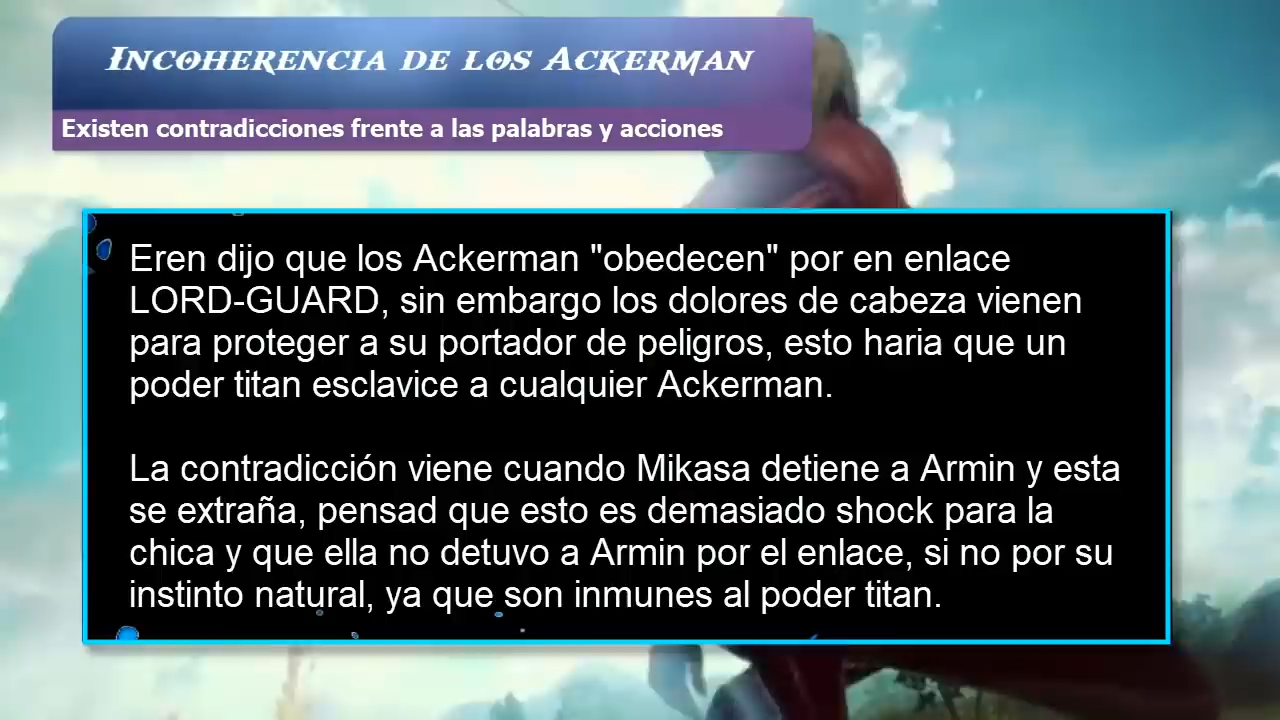 Incoherencia de los Ackerman
Existen contradicciones frente a las palabras y acciones
Eren dijo que los Ackerman "obedecen" por en enlace
LORD-GUARD, sin embargo los dolores de cabeza vienen
para proteger a su portador de peligros, esto haria que un
poder titan esclavice a cualquier Ackerman.
La contradicción viene cuando Mikasa detiene a Armin y esta
se extraña, pensad que esto es demasiado shock para la
chica y que ella no detuvo a Armin por el enlace, si no por su
instinto natural, ya que son inmunes al poder titan.